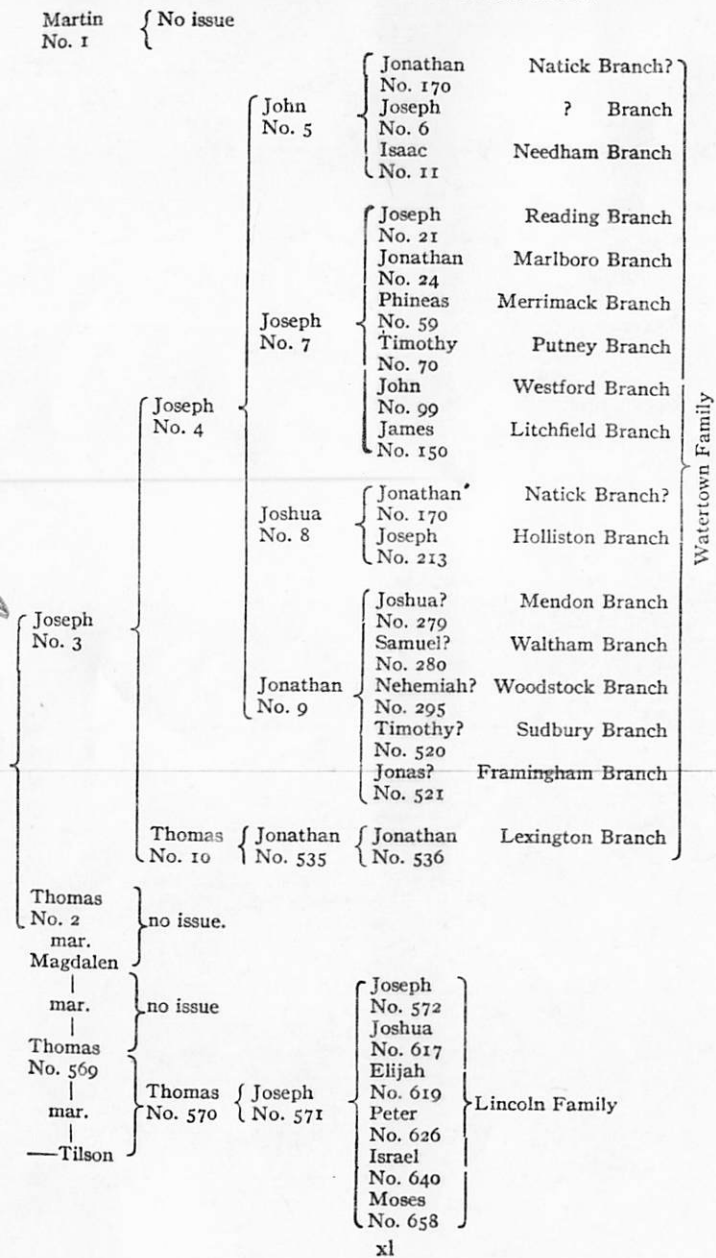 Martin No issue
No. 1
Jonathan Natick Branch?
No. 170
John Joseph ? Branch
No. 5 No. 6
Isaac Needham Branch
No. 11
Joseph Reading Branch
No. 21
Jonathan Marlboro Branch
No. 24
Phineas Merrimack Branch
Joseph No. 59
No. 7 Timothy Putney Branch
No. 70
John Westford Branch
Joseph No. 99
No. 4 James Litchfield Branch
No. 150
Watertown Family
Jonathan Natick Branch?
Joshua No. 170
No. 8 Joseph Holliston Branch
No. 213
Joshua? Mendon Branch
Joseph No. 279
No. 3 Samuel? Waltham Branch
No. 280
Jonathan Nehemiah? Woodstock Branch
No. 9 No. 295
Timothy? Sudbury Branch
No. 520
Jonas? Framingham Branch
No. 521
Thomas Jonathan Jonathan Lexington Branch
No. 10 No. 535 No. 536
Thomas
No. 2 no issue.
mar.
Magdalen
mar. no issue
Thomas
No. 569
Thomas Joseph
No. 570 No. 571
mar.
—Tilson
Joseph
No. 572
Joshua
No. 617
Elijah
No. 619
Peter Lincoln Family
No. 626
Israel
No. 640
Moses
No. 658
xl